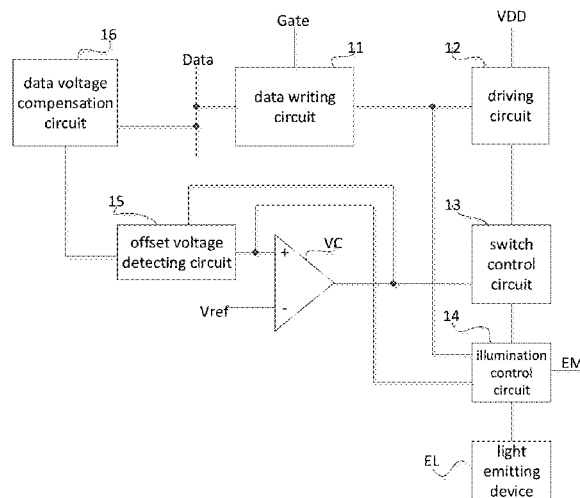 16
Gate
11
12
VDD
Data
data voltage
compensation
circuit
data writing
circuit
driving
circuit
15
13
offset voltage
detecting circuit
+
VC
switch
control
circuit
Vref
-
14
illumination
control
circuit
EM
EL
light
emitting
device